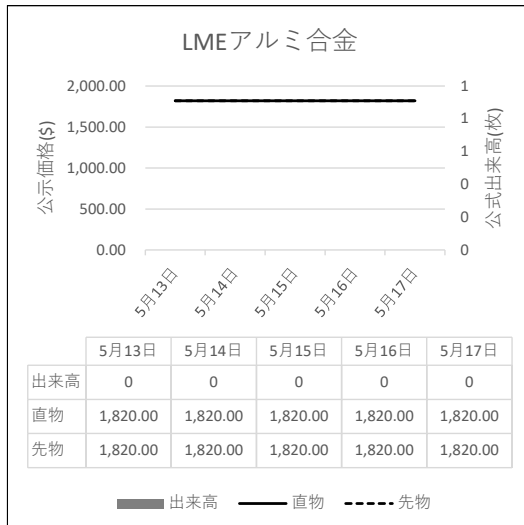 LMEアルミ合金
公示価格($)
2,000.00
1,500.00
1,000.00
500.00
0.00
公式出来高(枚)
1
1
1
0
0
0
5月13日 5月14日 5月15日 5月16日 5月17日
5月13日 5月14日 5月15日 5月16日 5月17日
出来高 0 0 0 0 0
直物 1,820.00 1,820.00 1,820.00 1,820.00 1,820.00
先物 1,820.00 1,820.00 1,820.00 1,820.00 1,820.00
出来高 直物 先物